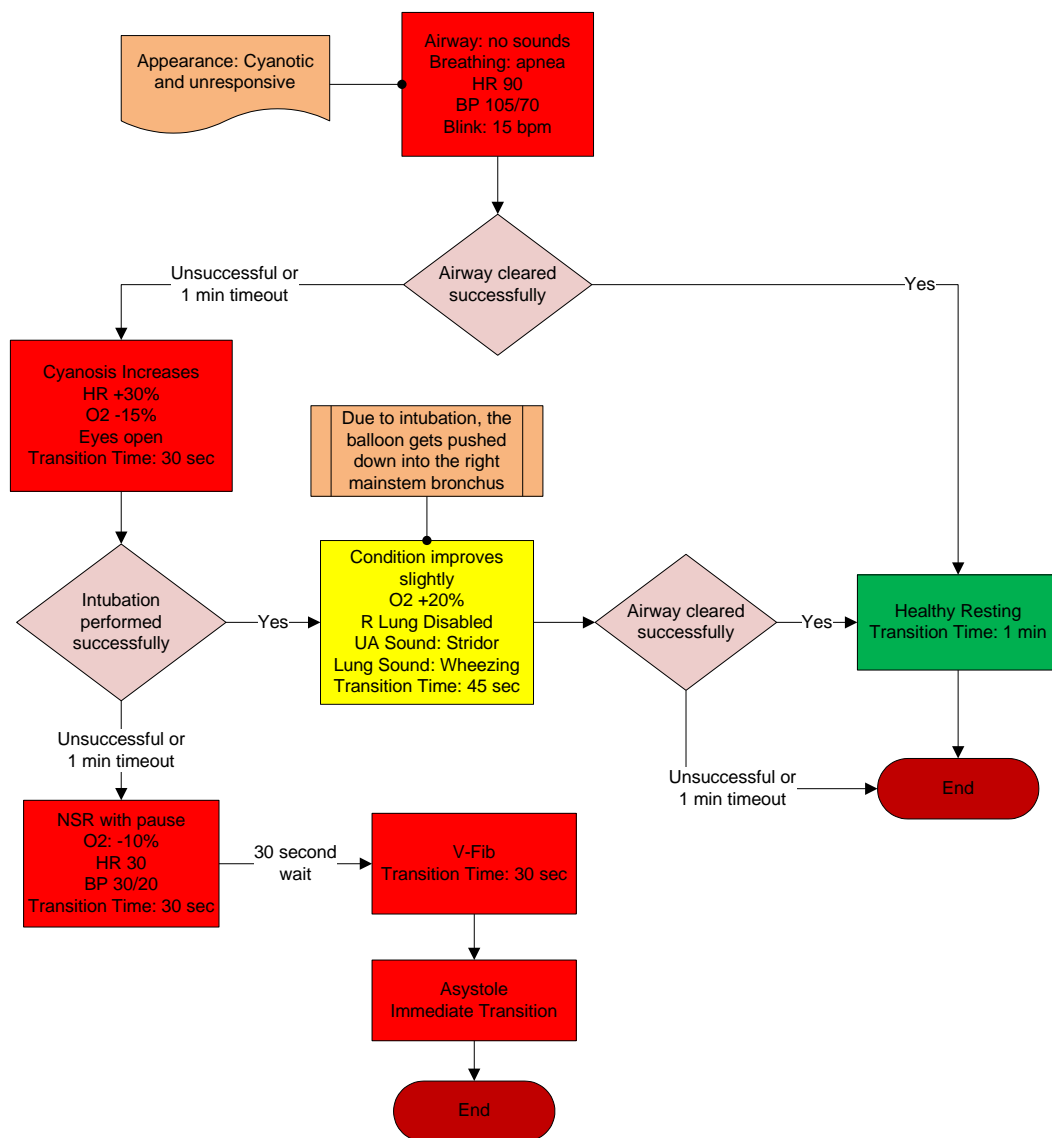 Appearance: Cyanotic
and unresponsive
Airway: no sounds
Breathing: apnea
HR 90
BP 105/70
Blink: 15 bpm
Airway cleared
successfully
Unsuccessful or
1 min timeout
Yes
Cyanosis Increases
HR +30%
O2 -15%
Eyes open
Transition Time: 30 sec
Due to intubation, the
balloon gets pushed
down into the right
mainstem bronchus
Intubation
performed
successfully
Yes
Condition improves
slightly
O2 +20%
R Lung Disabled
UA Sound: Stridor
Lung Sound: Wheezing
Transition Time: 45 sec
Airway cleared
successfully
Yes
Healthy Resting
Transition Time: 1 min
Unsuccessful or
1 min timeout
Unsuccessful or
1 min timeout
End
NSR with pause
O2: -10%
HR 30
BP 30/20
Transition Time: 30 sec
30 second
wait
V-Fib
Transition Time: 30 sec
Asystole
Immediate Transition
End